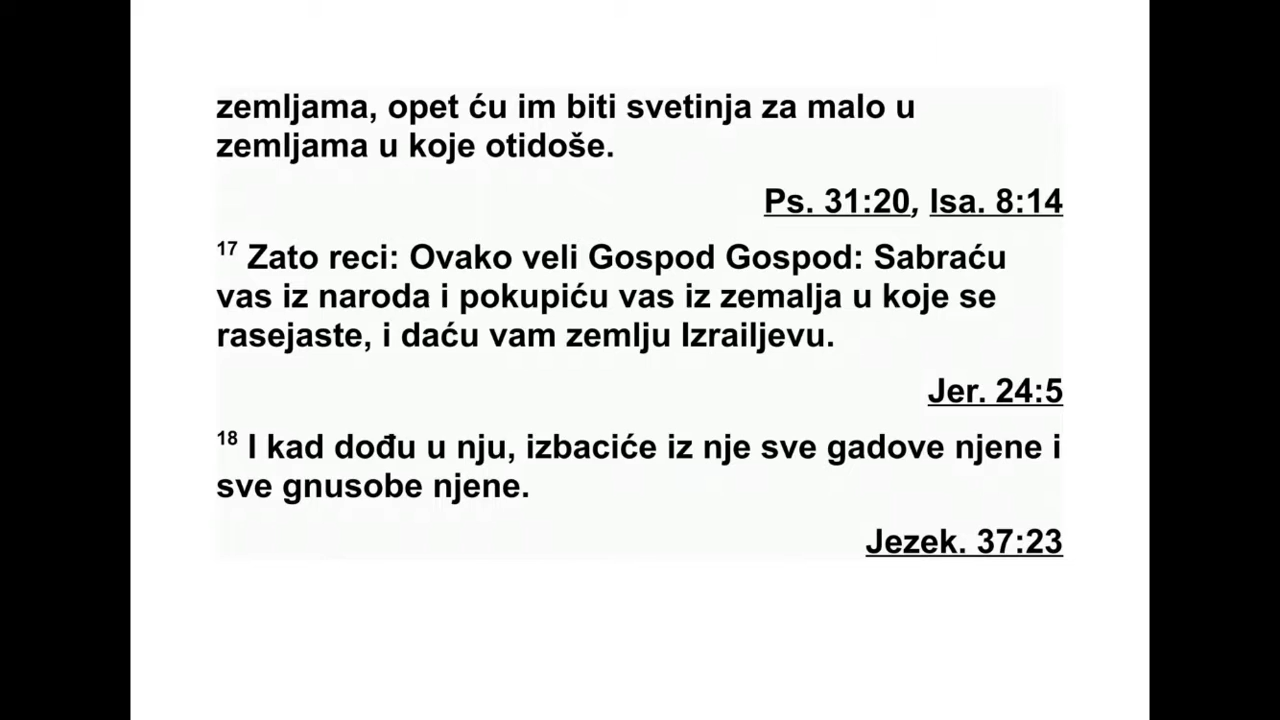 zemljama, opet ću im biti svetinja za malo u
zemljama u koje otidoše.
Ps. 31:20, Isa. 8:14
17 Zato reci: Ovako veli Gospod Gospod: Sabraću
vas iz naroda i pokupiću vas iz zemalja u koje se
rasejaste, i daću vam zemlju Izrailjevu.
Jer. 24:5
18 I kad dođu u nju, izbaciće iz nje sve gadove njene i
sve gnusobe njene.
Jezek. 37:23